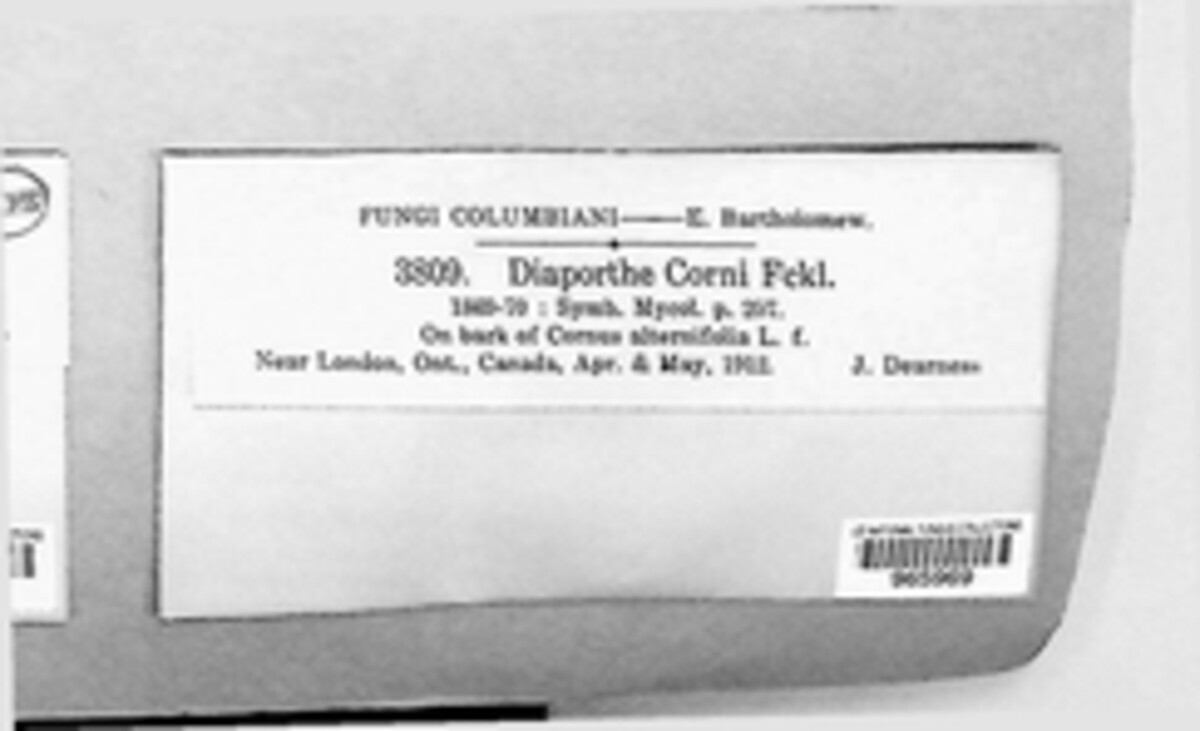 FUNGI COLUMBIANI——E. Bartholomew.
3809. Diaporthe Corni Fckl.
1869-70 : Symb. Mycol. p. 
On bark of Cornus alternifolia L. f.
Near London, Ont., Canada, Apr. & May, 1912. J. Dearness